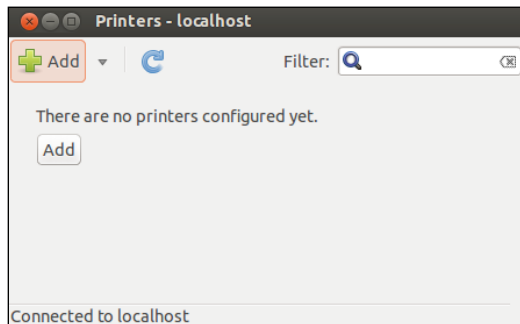 Printers - localhost
Add Filter:
There are no printers configured yet.
Add
Connected to localhost